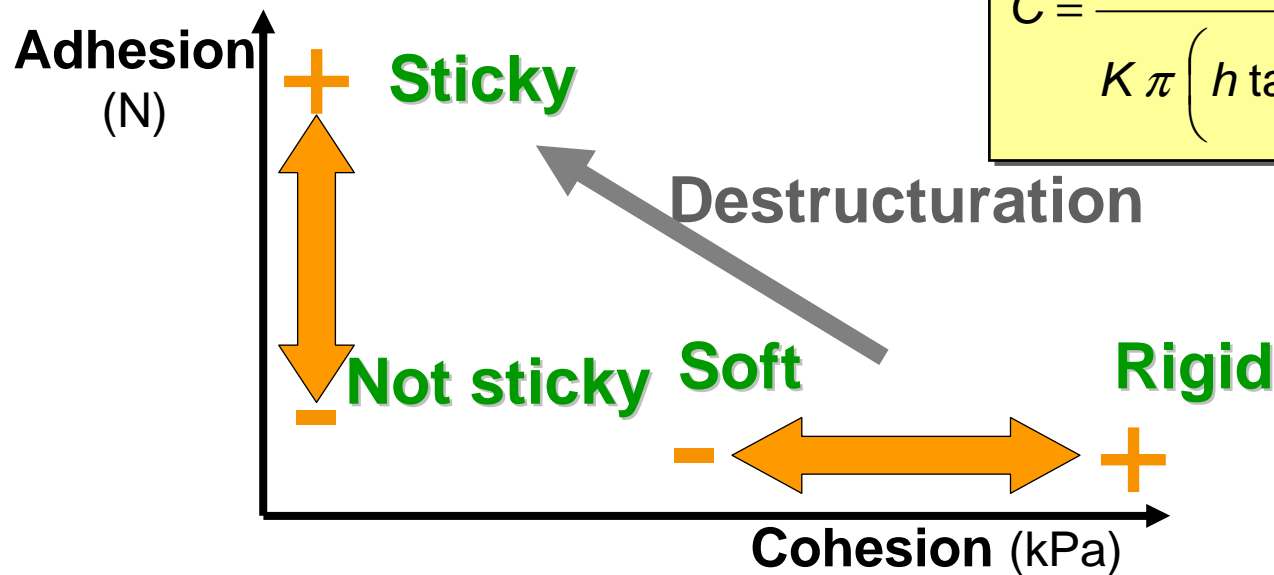 Adhesion
(N)
+
Sticky
C =
K π ( h ta
Destructuration
Not sticky
-
Soft
Rigid
-
+
Cohesion (kPa)